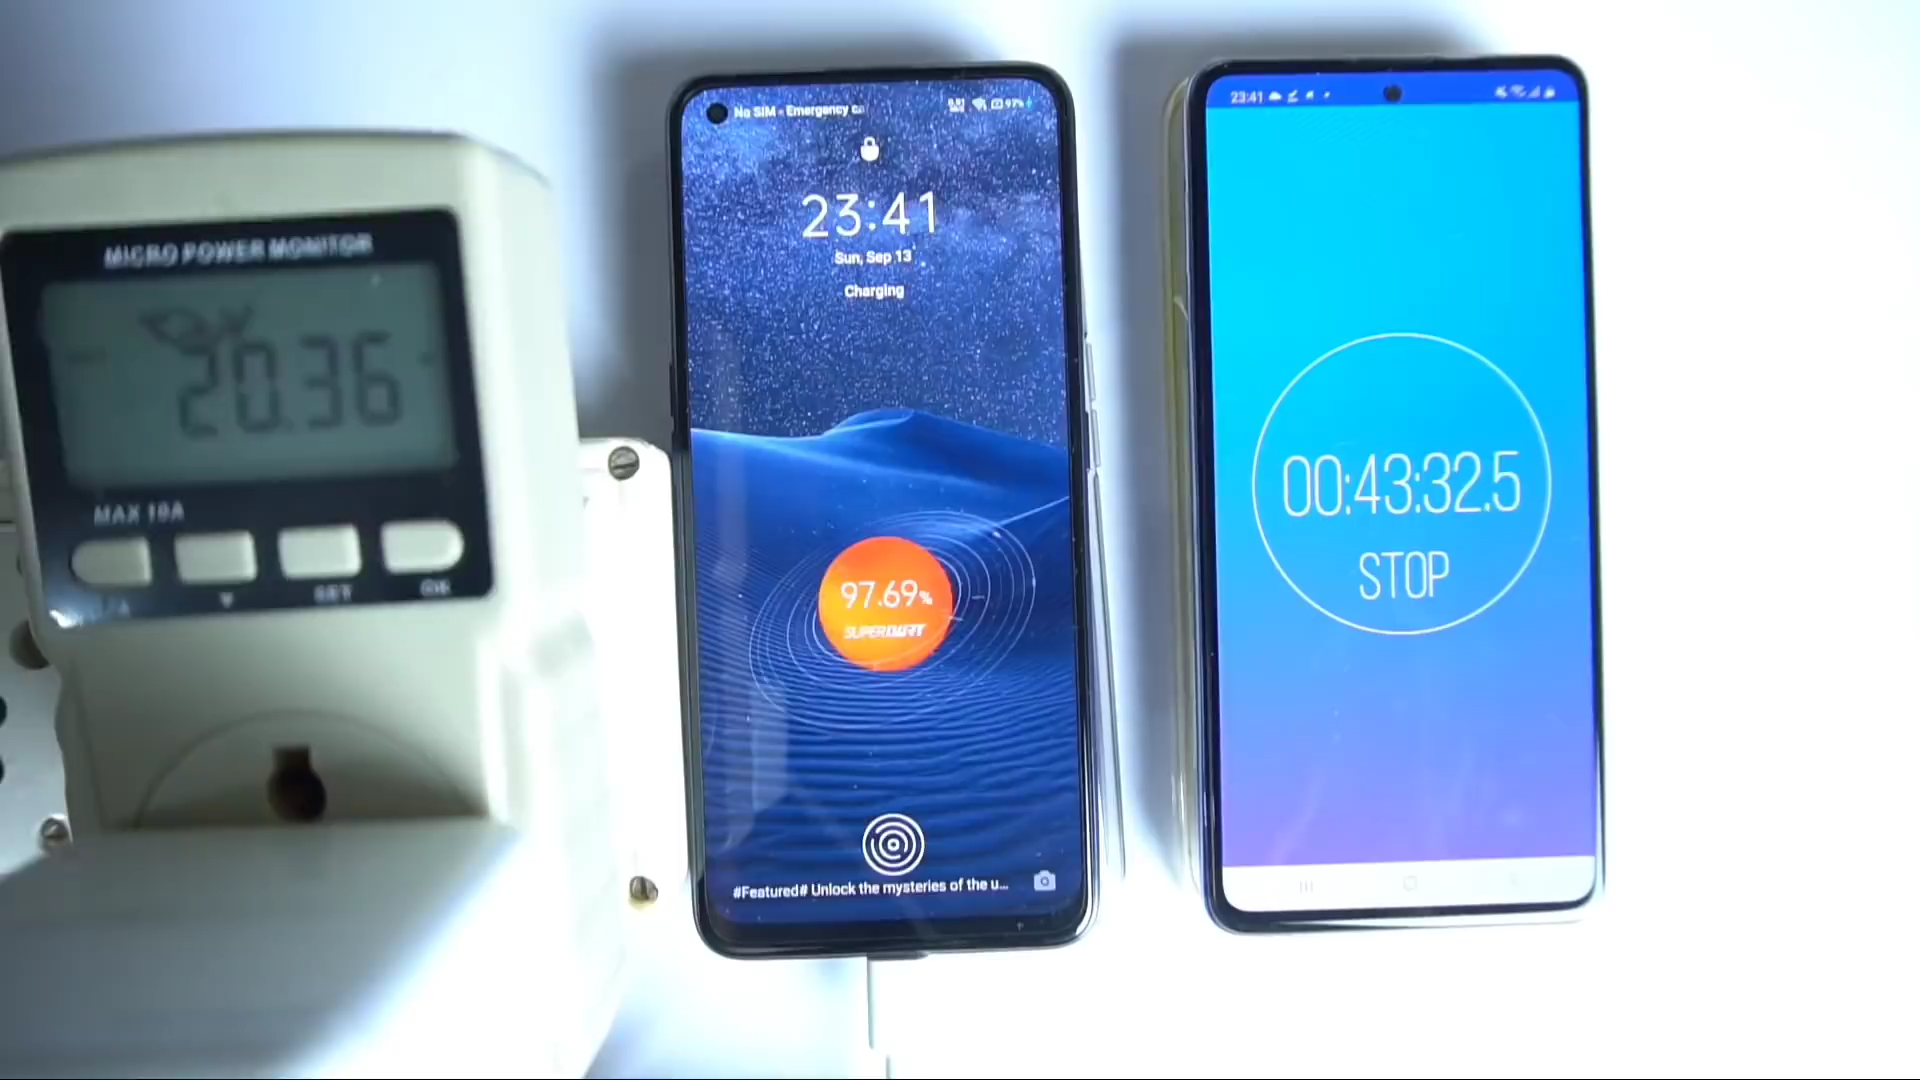 MICRO POWER MONITOR
20.36
MAX 10A
SET
OK
No SIM - Emergency ca
97%
23:41
Sun, Sep 13
Charging
97.69%
SUPERDART
#Featured# Unlock the mysteries of the u...
23:41
00:43:32.5
STOP